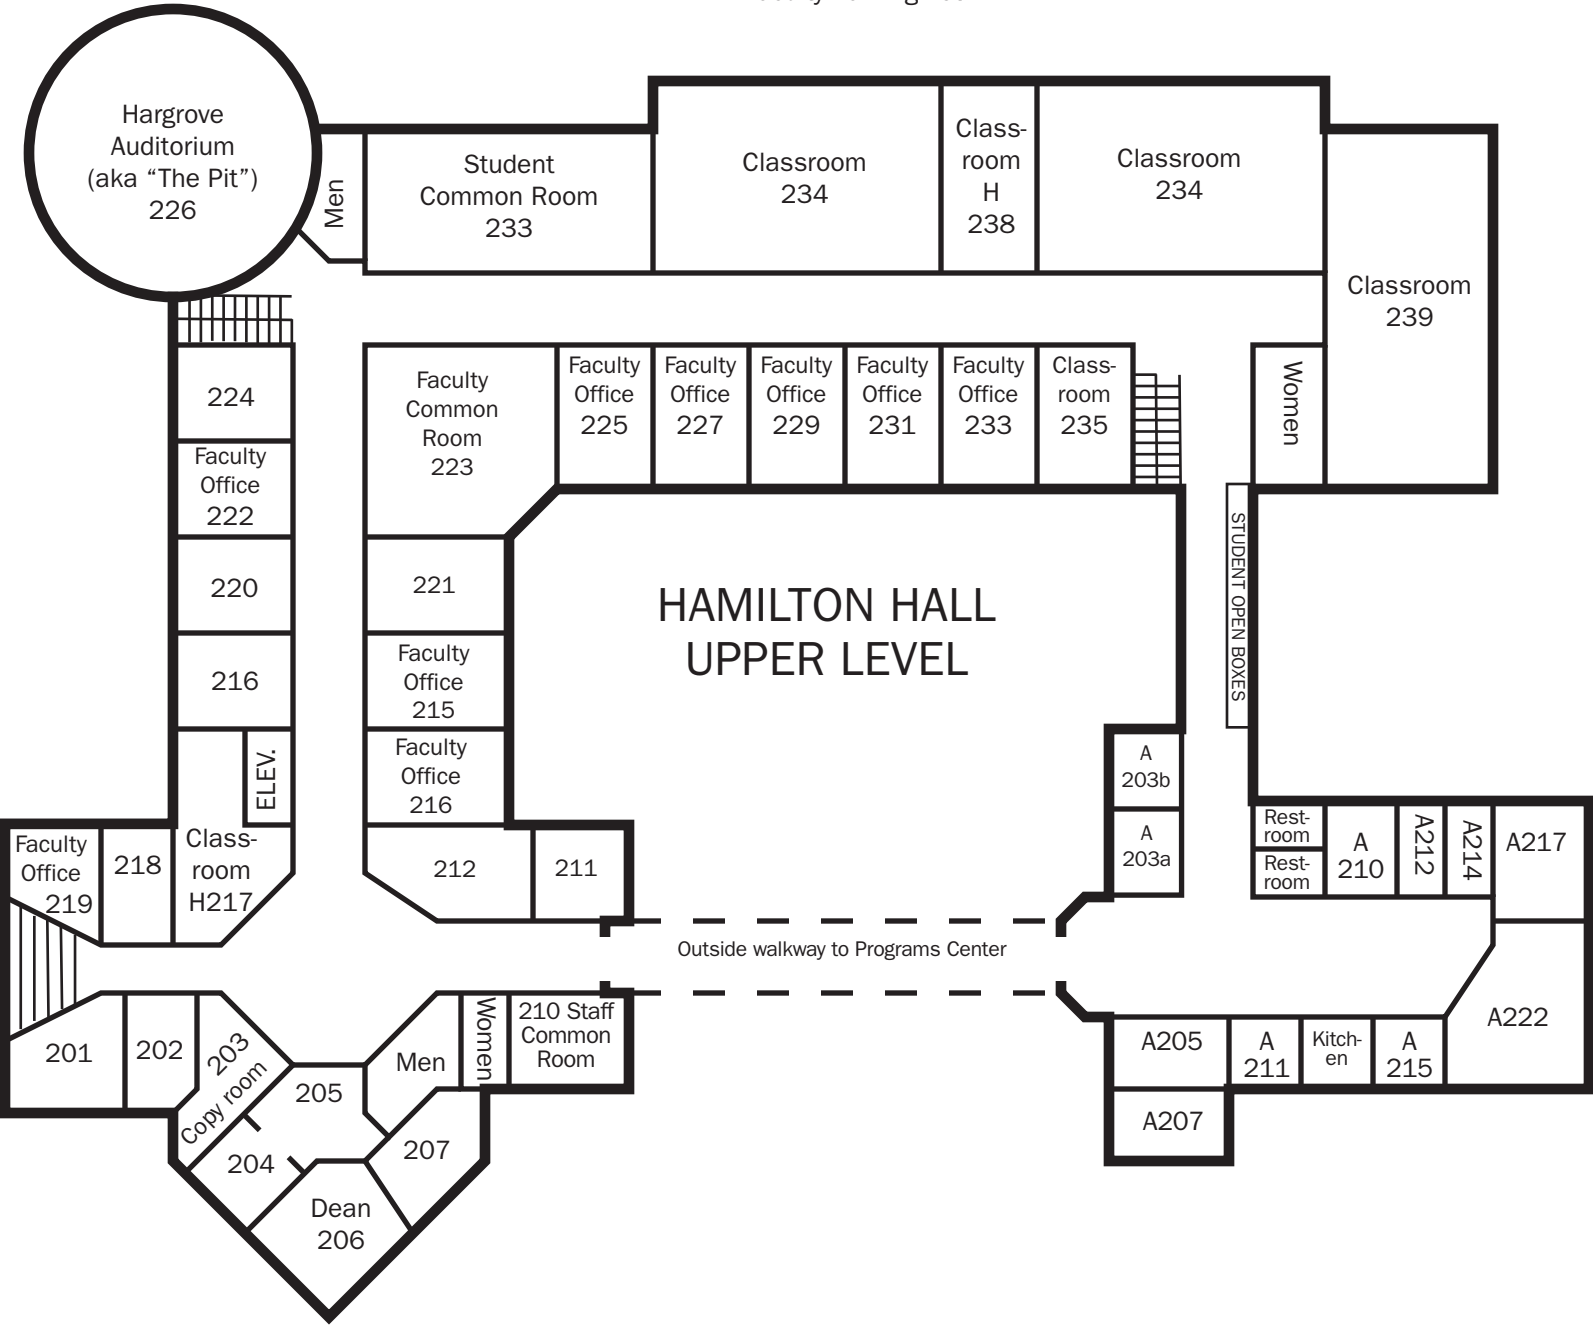 Hargrove
Auditorium
(aka “The Pit”)
226
Men
Student
Common Room
233
Classroom
234
Class-
room
H
238
Classroom
234
Classroom
239
224
Faculty
Office
222
220
216
ELEV.
Class-
room
H217
Faculty
Common
Room
223
Faculty
Office
225
Faculty
Office
227
Faculty
Office
229
Faculty
Office
231
Faculty
Office
233
Class-
room
235
Women
STUDENT OPEN BOXES
221
Faculty
Office
215
Faculty
Office
216
212
211
HAMILTON HALL
UPPER LEVEL
A
203b
A
203a
Rest-
room
Rest-
room
A
210
A212
A214
A217
Faculty
Office
219
218
Outside walkway to Programs Center
201
202
203
Copy room
205
204
Dean
206
207
Men
Women
210 Staff
Common
Room
A205
A
211
Kitch-
en
A
215
A222
A207